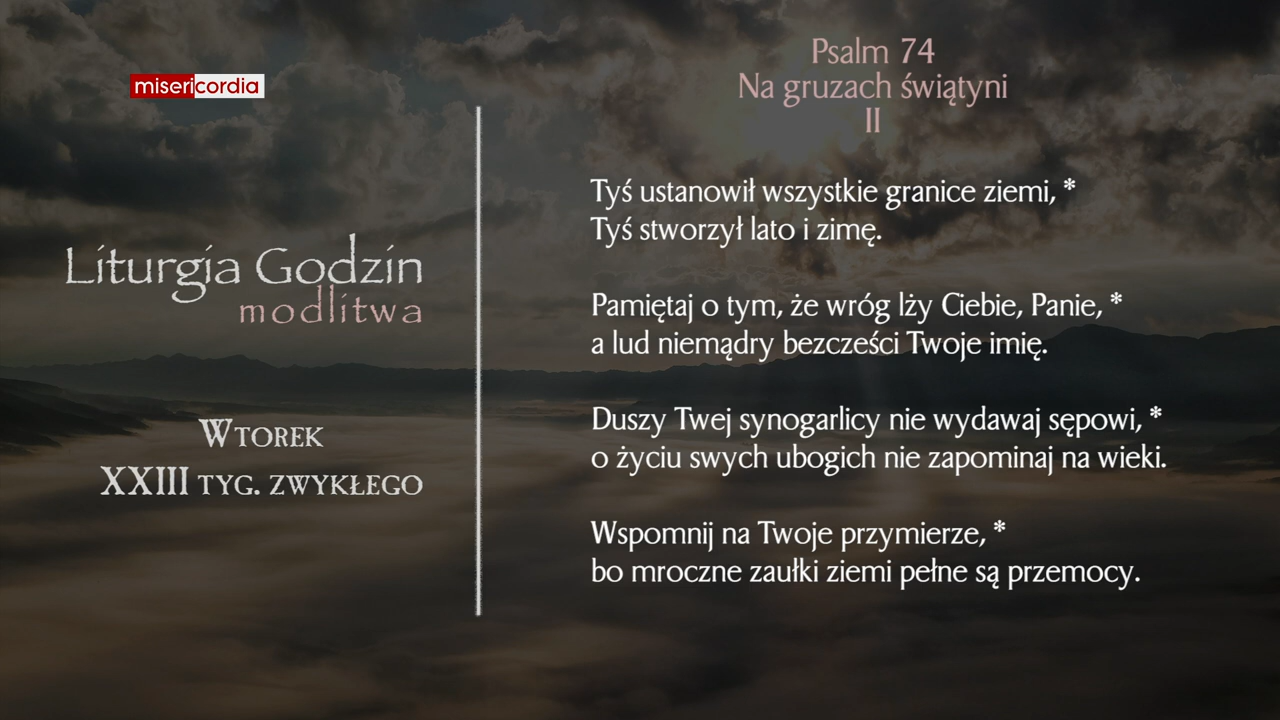 misericordia
Liturgia Godzin
modlitwa
Wtorek
XXIII tyg. zwykłego
Psalm 74
Na gruzach świątyni
II
Tyś ustanowił wszystkie granice ziemi, *
Tyś stworzył lato i zimę.
Pamiętaj o tym, że wróg lży Ciebie, Panie, *
a lud niemądry bezcześci Twoje imię.
Duszy Twej synogarlicy nie wydawaj sępowi, *
o życiu swych ubogich nie zapominaj na wieki.
Wspomnij na Twoje przymierze, *
bo mroczne zaułki ziemi pełne są przemocy.